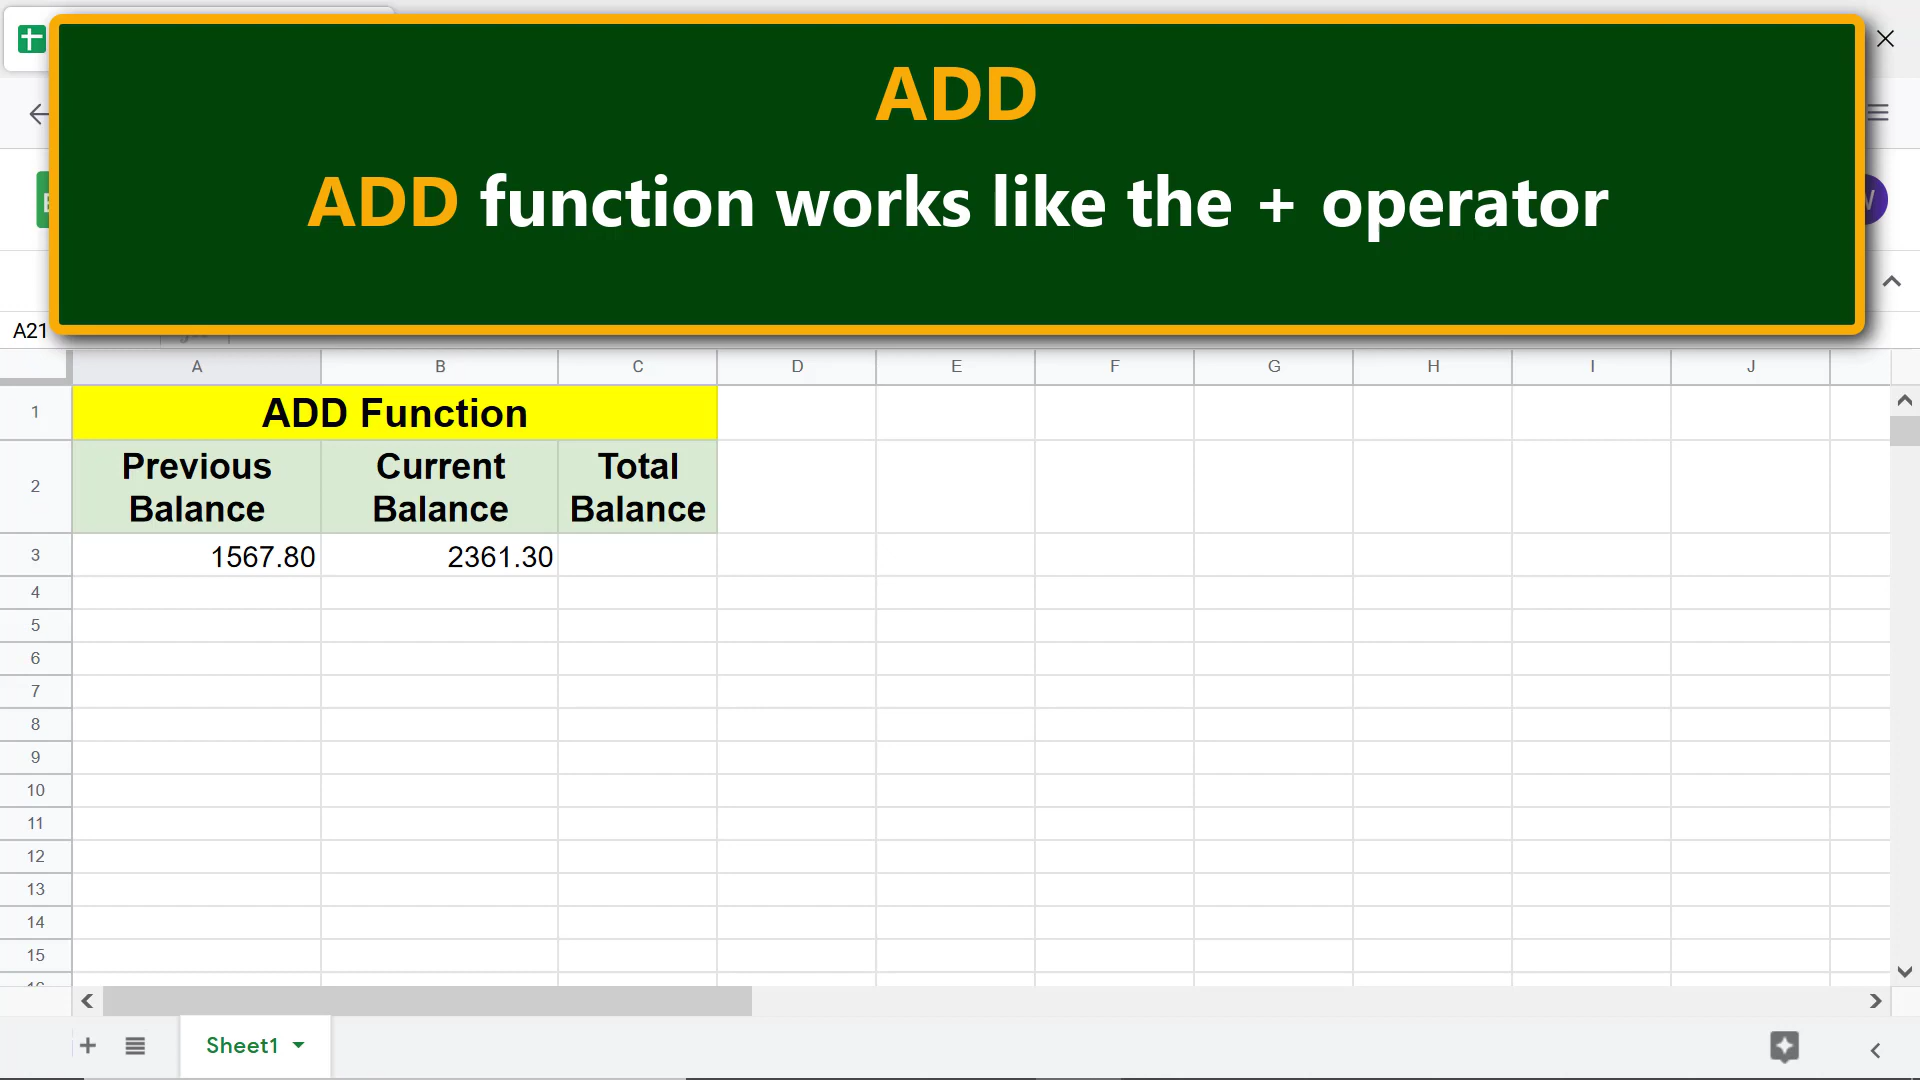 ADD
ADD function works like the + operator
A21
A B C D E F G H I J
1 ADD Function
2 Previous Balance Current Balance Total Balance
3 1567.80 2361.30
4
5
6
7
8
9
10
11
12
13
14
15
Sheet1